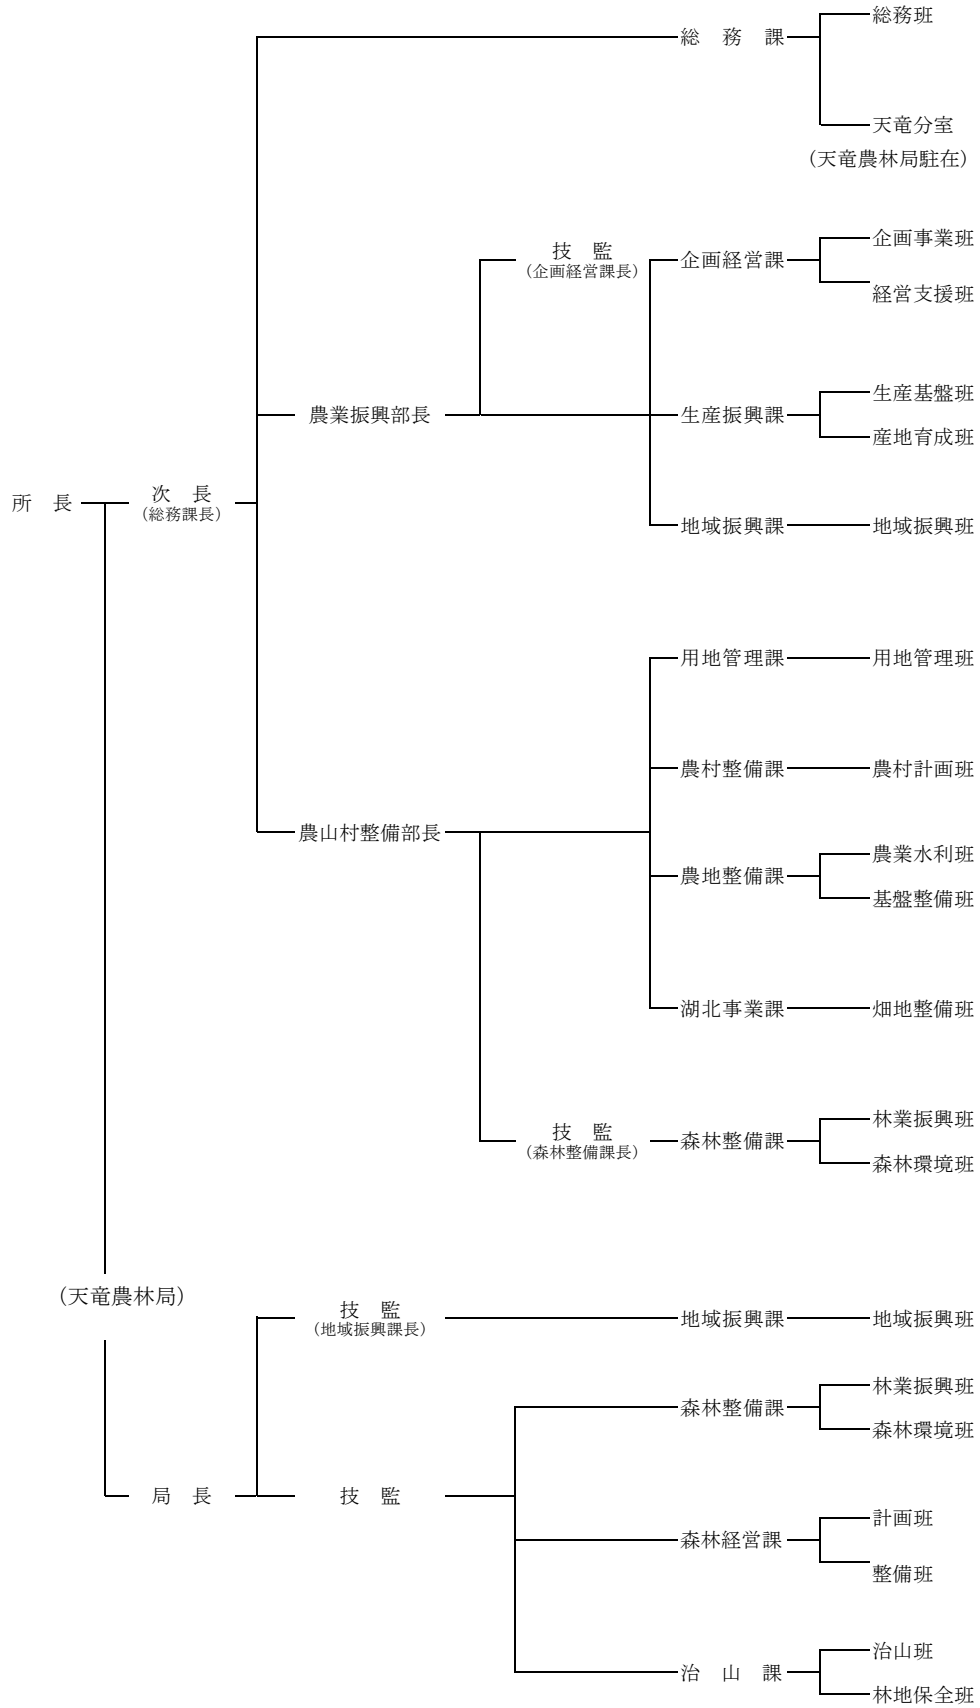 総務班
総　務　課
天竜分室
(天竜農林局駐在)
企画事業班
技　監
企画経営課
(企画経営課長)
経営支援班
生産基盤班
農業振興部長
生産振興課
産地育成班
次　長
所　長
(総務課長)
地域振興課
地域振興班
用地管理課
用地管理班
農村整備課
農村計画班
農山村整備部長
農業水利班
農地整備課
基盤整備班
湖北事業課
畑地整備班
林業振興班
技　監
森林整備課
(森林整備課長)
森林環境班
(天竜農林局)
技　監
(地域振興課長)
地域振興課
地域振興班
林業振興班
森林整備課
森林環境班
局　長
技　監
計画班
森林経営課
整備班
治山班
治　山　課
林地保全班